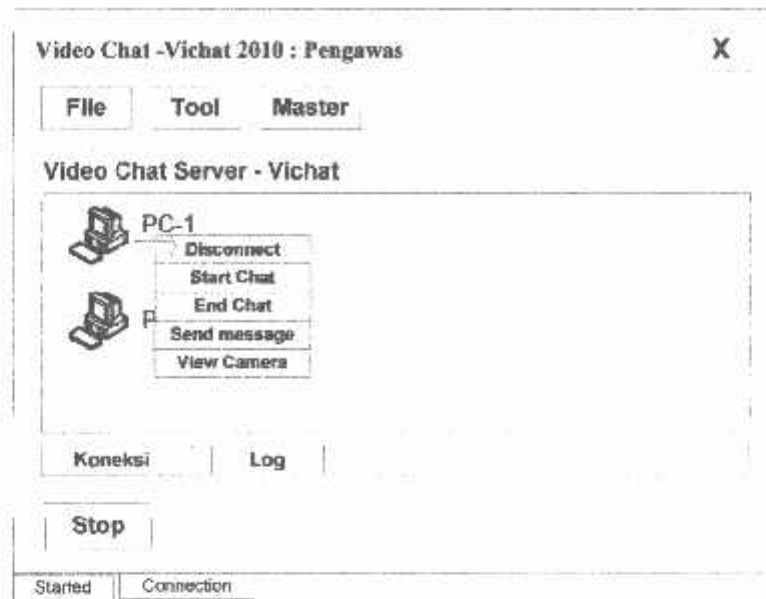 Video Chat -Vichat 2010 : Pengawas X
File Tool Master
Video Chat Server - Vichat
PC-1
Disconnect
Start Chat
End Chat
P
Send message
View Camera
Koneksi Log
Stop
Started Connection